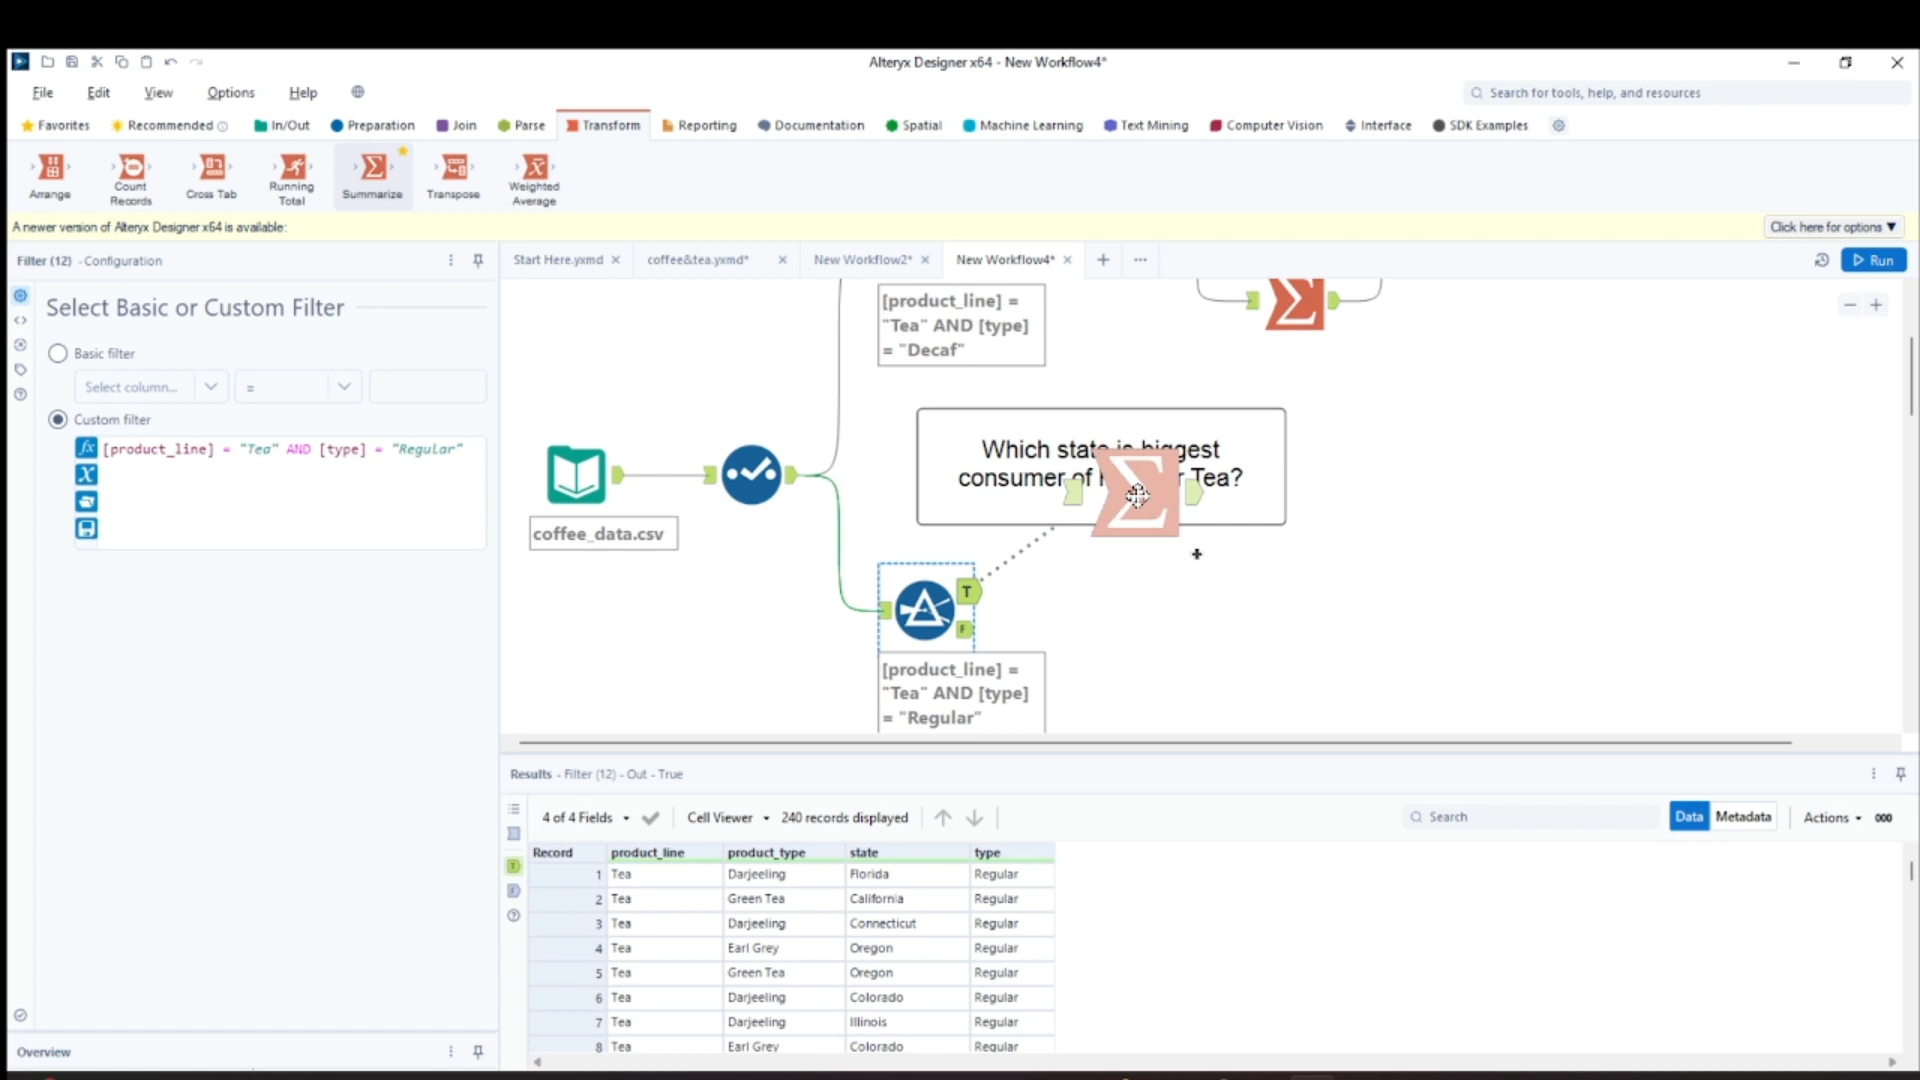 Alteryx Designer x64 - New Workflow4*
File Edit View Options Help
Search for tools, help, and resources
Favorites Recommended In/Out Preparation Join Parse Transform Reporting Documentation Spatial Machine Learning Text Mining Computer Vision Interface SDK Examples
Arrange
Count
Records
Cross Tab
Running
Total
Summarize
Transpose
Weighted
Average
A newer version of Alteryx Designer x64 is available:
Click here for options ▼
Filter (12) - Configuration
Start Here.yxmd
coffee&tea.yxmd*
New Workflow2*
New Workflow4*
Run
Select Basic or Custom Filter
Basic filter
Select column... =
Custom filter
[product_line] = "Tea" AND [type] = "Regular"
fx
X
[product_line] =
"Tea" AND [type]
= "Decaf"
Which state is biggest
consumer of Tea?
coffee_data.csv
T
F
[product_line] =
"Tea" AND [type]
= "Regular"
Results - Filter (12) - Out - True
4 of 4 Fields Cell Viewer 240 records displayed
Search
Data Metadata Actions 000
Record product_line product_type state type
1 Tea Darjeeling Florida Regular
2 Tea Green Tea California Regular
3 Tea Darjeeling Connecticut Regular
4 Tea Earl Grey Oregon Regular
5 Tea Green Tea Oregon Regular
6 Tea Darjeeling Colorado Regular
7 Tea Darjeeling Illinois Regular
8 Tea Earl Grey Colorado Regular
Overview